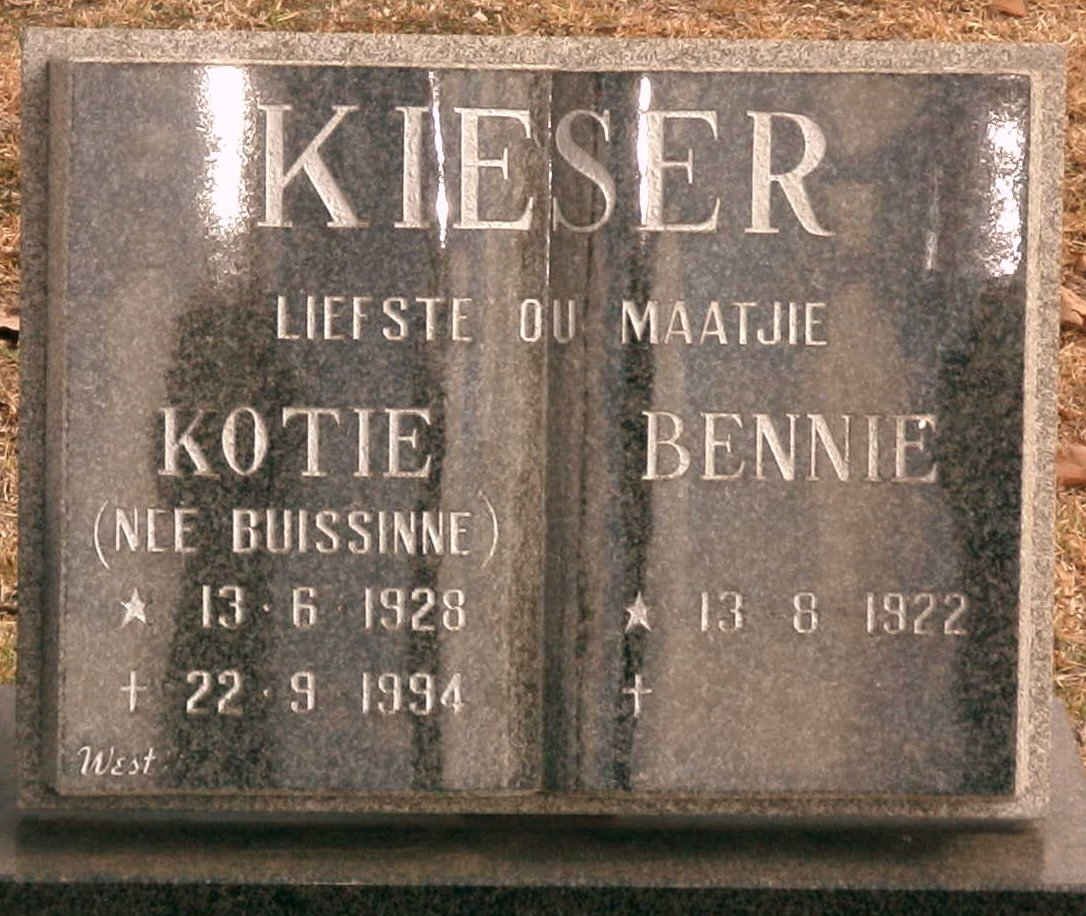 KIESER
LIEFSTE OU MAATJIE
KOTIE
(NEE BUISSINNE)
★ 13·6·1928
† 22·9 1994
West
BENNIE
★ 13 8 1922
†